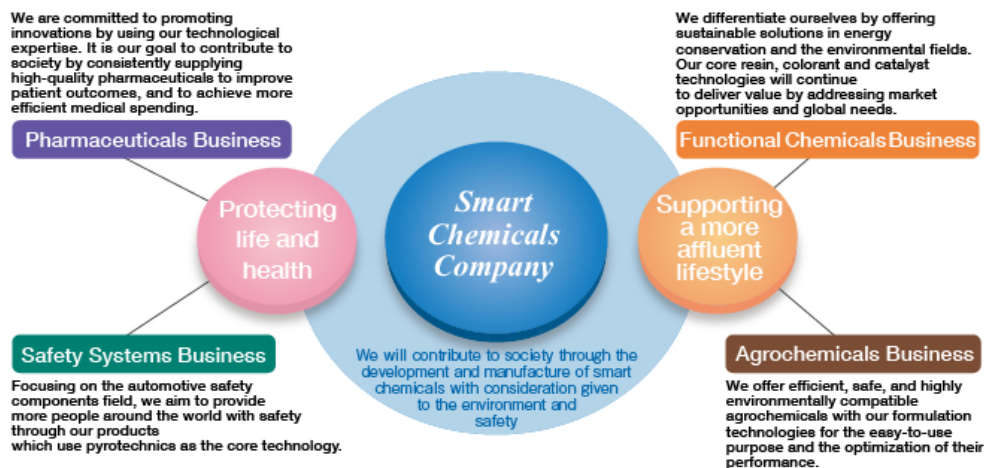 We are committed to promoting
innovations by using our technological
expertise. It is our goal to contribute to
society by consistently supplying
high-quality pharmaceuticals to improve
patient outcomes, and to achieve more
efficient medical spending.
Pharmaceuticals Business
Protecting
life and
health
Safety Systems Business
Focusing on the automotive safety
components field, we aim to provide
more people around the world with safety
through our products
which use pyrotechnics as the core technology.
Smart
Chemicals
Company
We will contribute to society through the
development and manufacture of smart
chemicals with consideration given
to the environment and
safety
We differentiate ourselves by offering
sustainable solutions in energy
conservation and the environmental fields.
Our core resin, colorant and catalyst
technologies will continue
to deliver value by addressing market
opportunities and global needs.
Functional Chemicals Business
Supporting
a more
affluent
lifestyle
Agrochemicals Business
We offer efficient, safe, and highly
environmentally compatible
agrochemicals with our formulation
technologies for the easy-to-use
purpose and the optimization of their
performance.